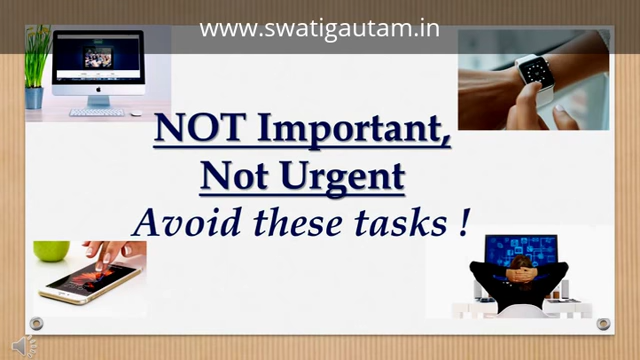 www.swatigautam.in
NOT Important,
Not Urgent
Avoid these tasks !